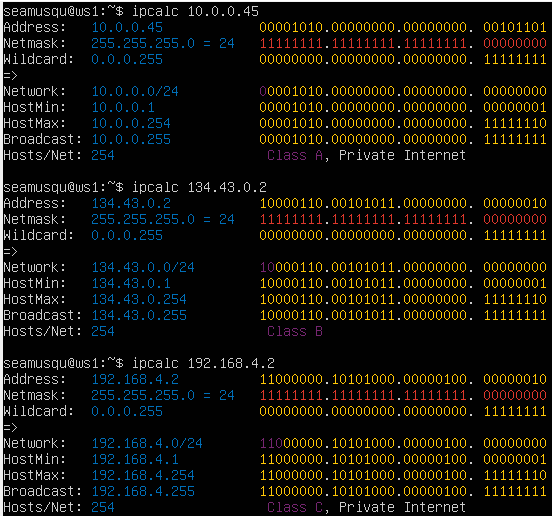 seamusqu@ws1:~$ ipcalc 10.0.0.45
Address:   10.0.0.45            00001010.00000000.00000000. 00101101
Netmask:   255.255.255.0 = 24   11111111.11111111.11111111. 00000000
Wildcard:  0.0.0.255            00000000.00000000.00000000. 11111111
=>
Network:   10.0.0.0/24          00001010.00000000.00000000. 00000000
HostMin:   10.0.0.1             00001010.00000000.00000000. 00000001
HostMax:   10.0.0.254           00001010.00000000.00000000. 11111110
Broadcast: 10.0.0.255           00001010.00000000.00000000. 11111111
Hosts/Net: 254                   Class A, Private Internet
seamusqu@ws1:~$ ipcalc 134.43.0.2
Address:   134.43.0.2           10000110.00101011.00000000. 00000010
Netmask:   255.255.255.0 = 24   11111111.11111111.11111111. 00000000
Wildcard:  0.0.0.255            00000000.00000000.00000000. 11111111
=>
Network:   134.43.0.0/24        10000110.00101011.00000000. 00000000
HostMin:   134.43.0.1           10000110.00101011.00000000. 00000001
HostMax:   134.43.0.254         10000110.00101011.00000000. 11111110
Broadcast: 134.43.0.255         10000110.00101011.00000000. 11111111
Hosts/Net: 254                   Class B
seamusqu@ws1:~$ ipcalc 192.168.4.2
Address:   192.168.4.2          11000000.10101000.00000100. 00000010
Netmask:   255.255.255.0 = 24   11111111.11111111.11111111. 00000000
Wildcard:  0.0.0.255            00000000.00000000.00000000. 11111111
=>
Network:   192.168.4.0/24       11000000.10101000.00000100. 00000000
HostMin:   192.168.4.1          11000000.10101000.00000100. 00000001
HostMax:   192.168.4.254        11000000.10101000.00000100. 11111110
Broadcast: 192.168.4.255        11000000.10101000.00000100. 11111111
Hosts/Net: 254                   Class C, Private Internet